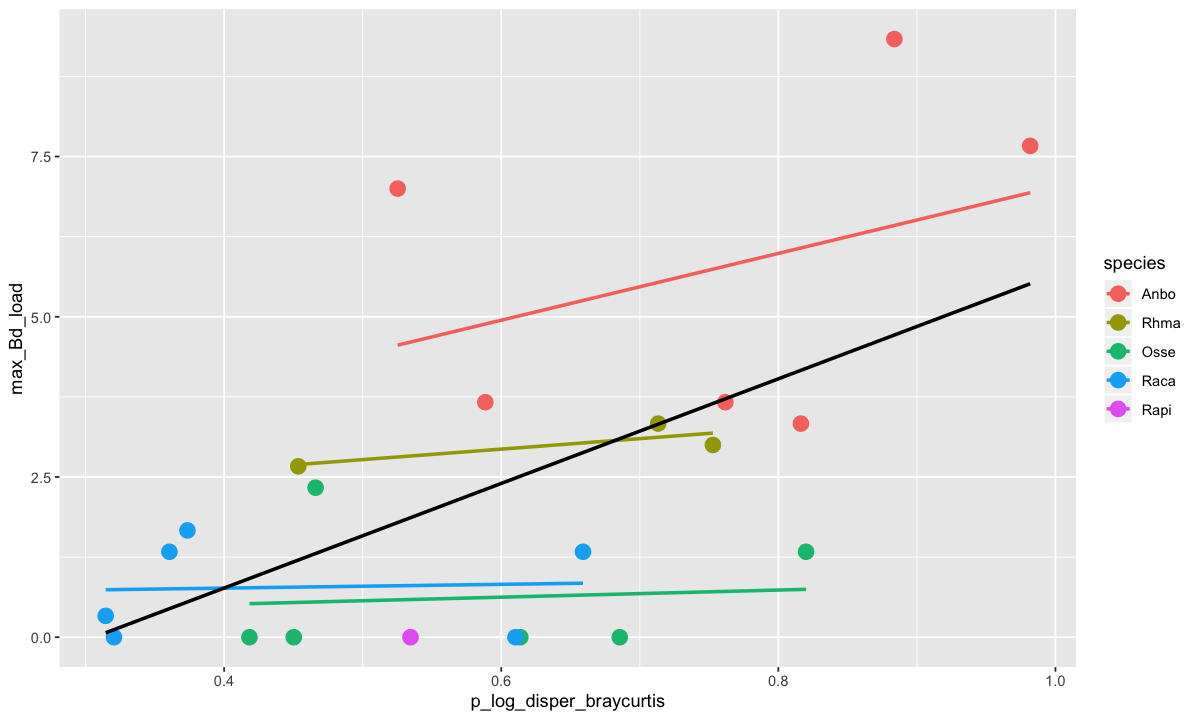 max_Bd_load
7.5
5.0
2.5
0.0
0.4
0.6
0.8
1.0
p_log_disper_braycurtis
species
Anbo
Rhma
Osse
Raca
Rapi